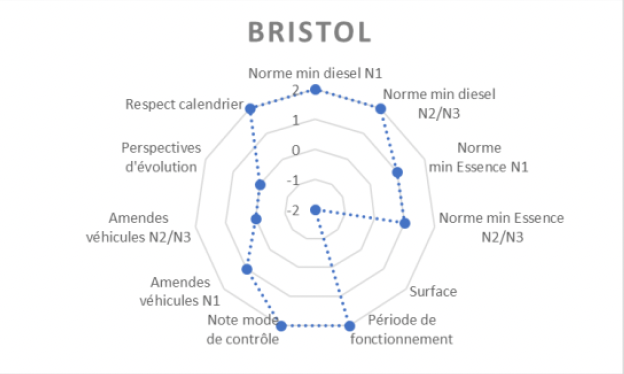 BRISTOL
Norme min diesel N1
Norme min diesel
N2/N3
Norme
min Essence N1
Norme min Essence
N2/N3
Surface
Période de
fonctionnement
Note mode
de contrôle
Amendes
véhicules N1
Amendes
véhicules N2/N3
Perspectives
d'évolution
Respect calendrier
2
1
0
-1
-2